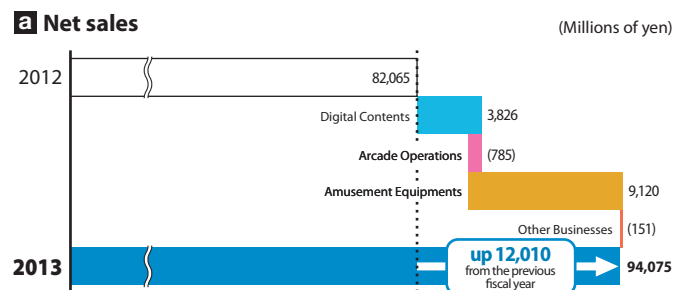 a Net sales
(Millions of yen)
2012
82,065
Digital Contents
3,826
Arcade Operations
(785)
Amusement Equipments
9,120
Other Businesses
(151)
2013
up 12,010
from the previous
fiscal year
94,075